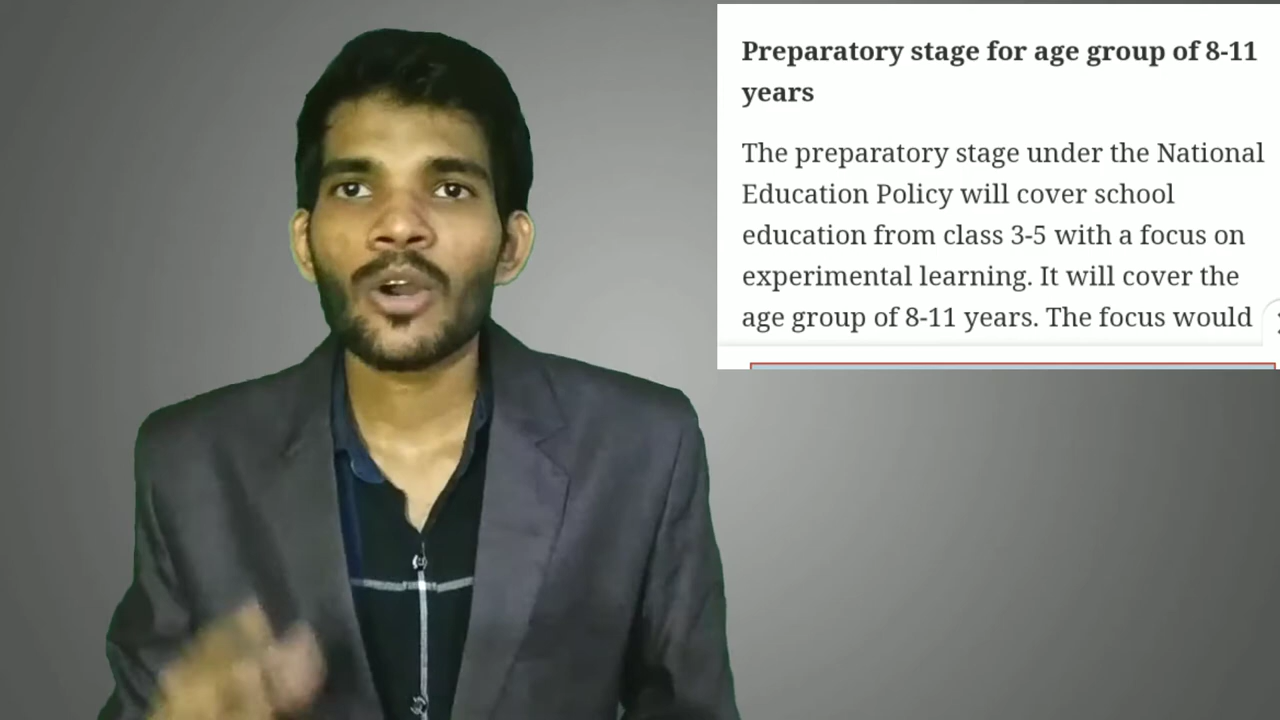 Preparatory stage for age group of 8-11
years
The preparatory stage under the National
Education Policy will cover school
education from class 3-5 with a focus on
experimental learning. It will cover the
age group of 8-11 years. The focus would